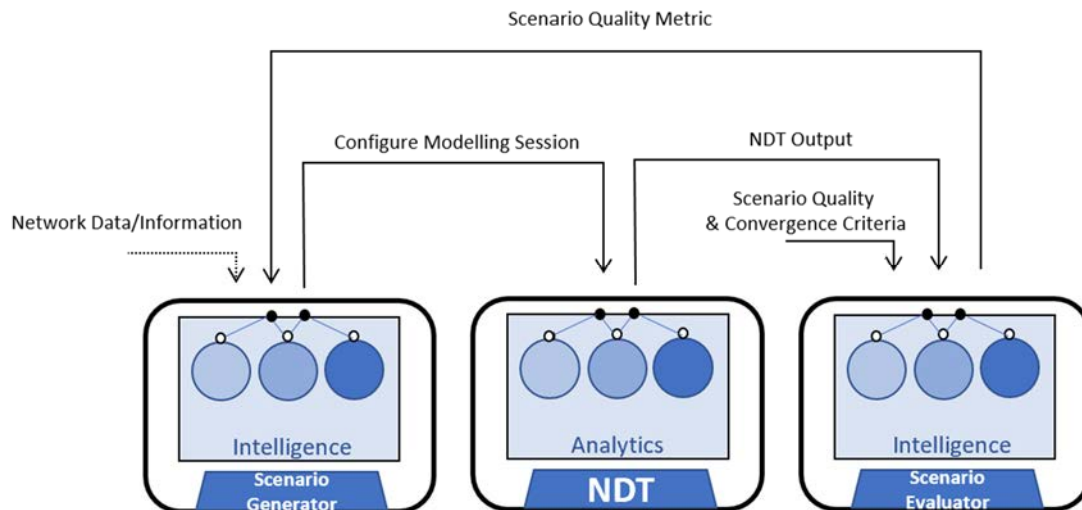 Scenario Quality Metric
Configure Modelling Session
NDT Output
Scenario Quality
& Convergence Criteria
Network Data/Information
Intelligence
Analytics
Intelligence
Scenario
Generator
NDT
Scenario
Evaluator